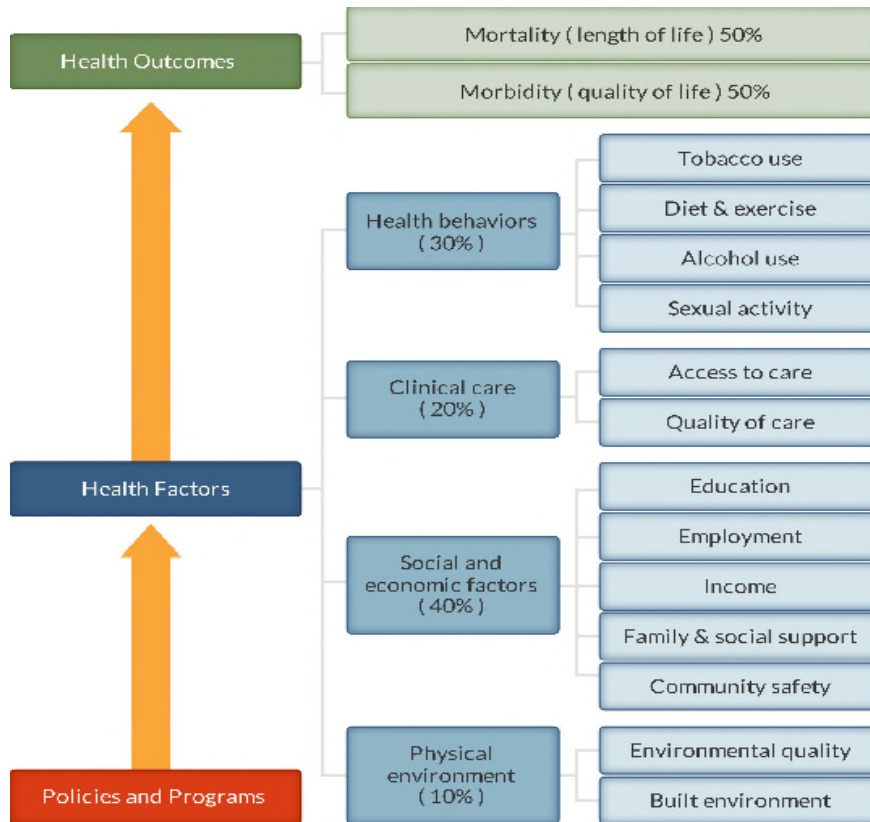 Health Outcomes
Mortality ( length of life ) 50%
Morbidity ( quality of life ) 50%
Health Factors
Health behaviors
( 30% )
Tobacco use
Diet & exercise
Alcohol use
Sexual activity
Clinical care
( 20% )
Access to care
Quality of care
Social and
economic factors
( 40% )
Education
Employment
Income
Family & social support
Community safety
Physical
environment
( 10% )
Environmental quality
Built environment
Policies and Programs